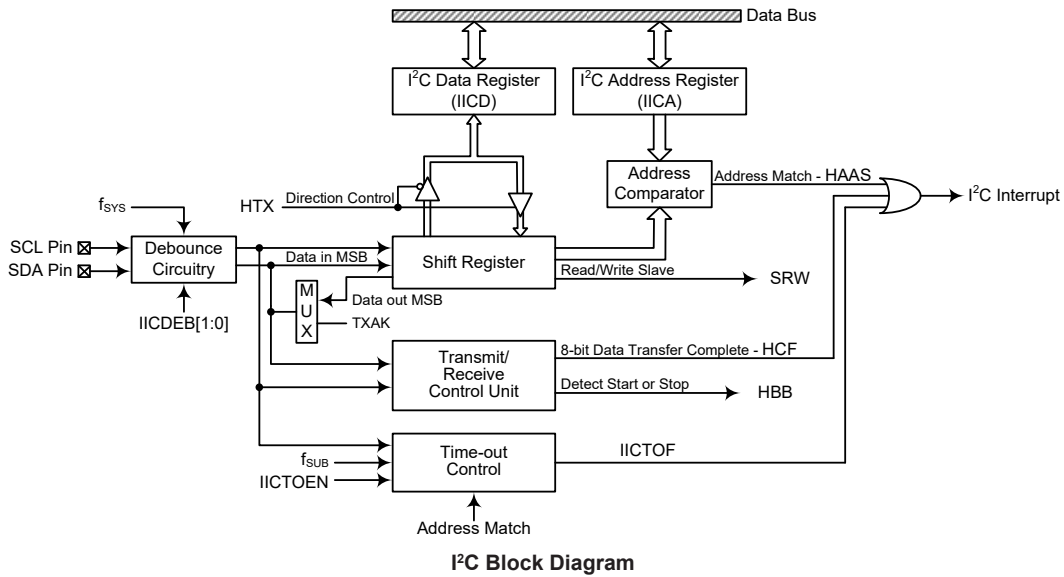 Data Bus
I²C Data Register
(IICD)
I²C Address Register
(IICA)
Address
Comparator
Address Match - HAAS
I²C Interrupt
HTX
Direction Control
fSYS
SCL Pin
SDA Pin
Debounce
Circuitry
IICDEB[1:0]
Data in MSB
Shift Register
Read/Write Slave
SRW
M
U
X
Data out MSB
TXAK
Transmit/
Receive
Control Unit
8-bit Data Transfer Complete - HCF
Detect Start or Stop
HBB
fSUB
IICTOEN
Time-out
Control
IICTOF
Address Match
I²C Block Diagram